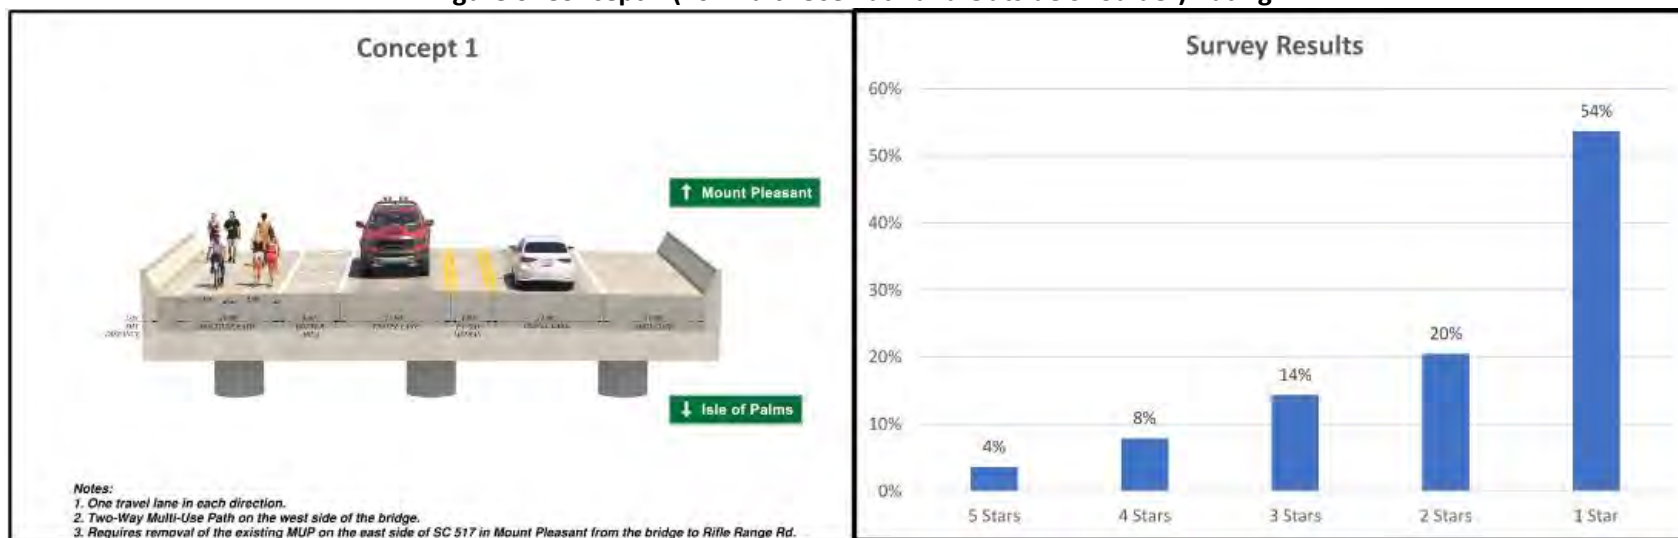 Concept 1
↑ Mount Pleasant
↓ Isle of Palms
Notes:
1. One travel lane in each direction.
2. Two-Way Multi-Use Path on the west side of the bridge.
3. Requires removal of the existing MUP on the east side of SC 517 in Mount Pleasant from the bridge to Rifle Range Rd.
Survey Results
60%
50%
40%
30%
20%
10%
0%
4%
8%
14%
20%
54%
5 Stars
4 Stars
3 Stars
2 Stars
1 Star